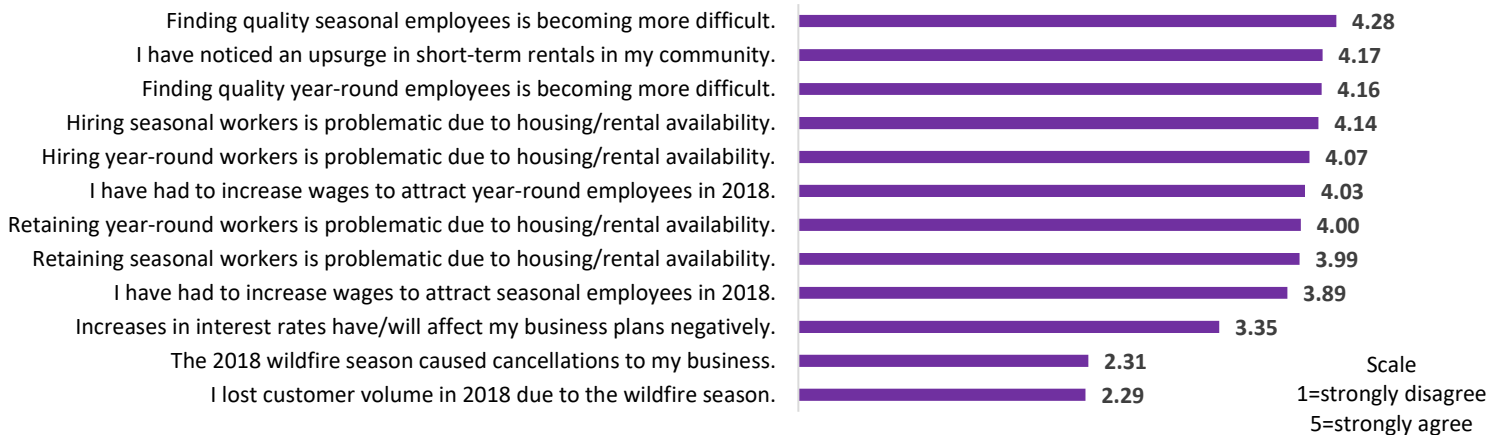 Finding quality seasonal employees is becoming more difficult. 4.28
I have noticed an upsurge in short-term rentals in my community. 4.17
Finding quality year-round employees is becoming more difficult. 4.16
Hiring seasonal workers is problematic due to housing/rental availability. 4.14
Hiring year-round workers is problematic due to housing/rental availability. 4.07
I have had to increase wages to attract year-round employees in 2018. 4.03
Retaining year-round workers is problematic due to housing/rental availability. 4.00
Retaining seasonal workers is problematic due to housing/rental availability. 3.99
I have had to increase wages to attract seasonal employees in 2018. 3.89
Increases in interest rates have/will affect my business plans negatively. 3.35
The 2018 wildfire season caused cancellations to my business. 2.31
I lost customer volume in 2018 due to the wildfire season. 2.29
Scale
1=strongly disagree
5=strongly agree